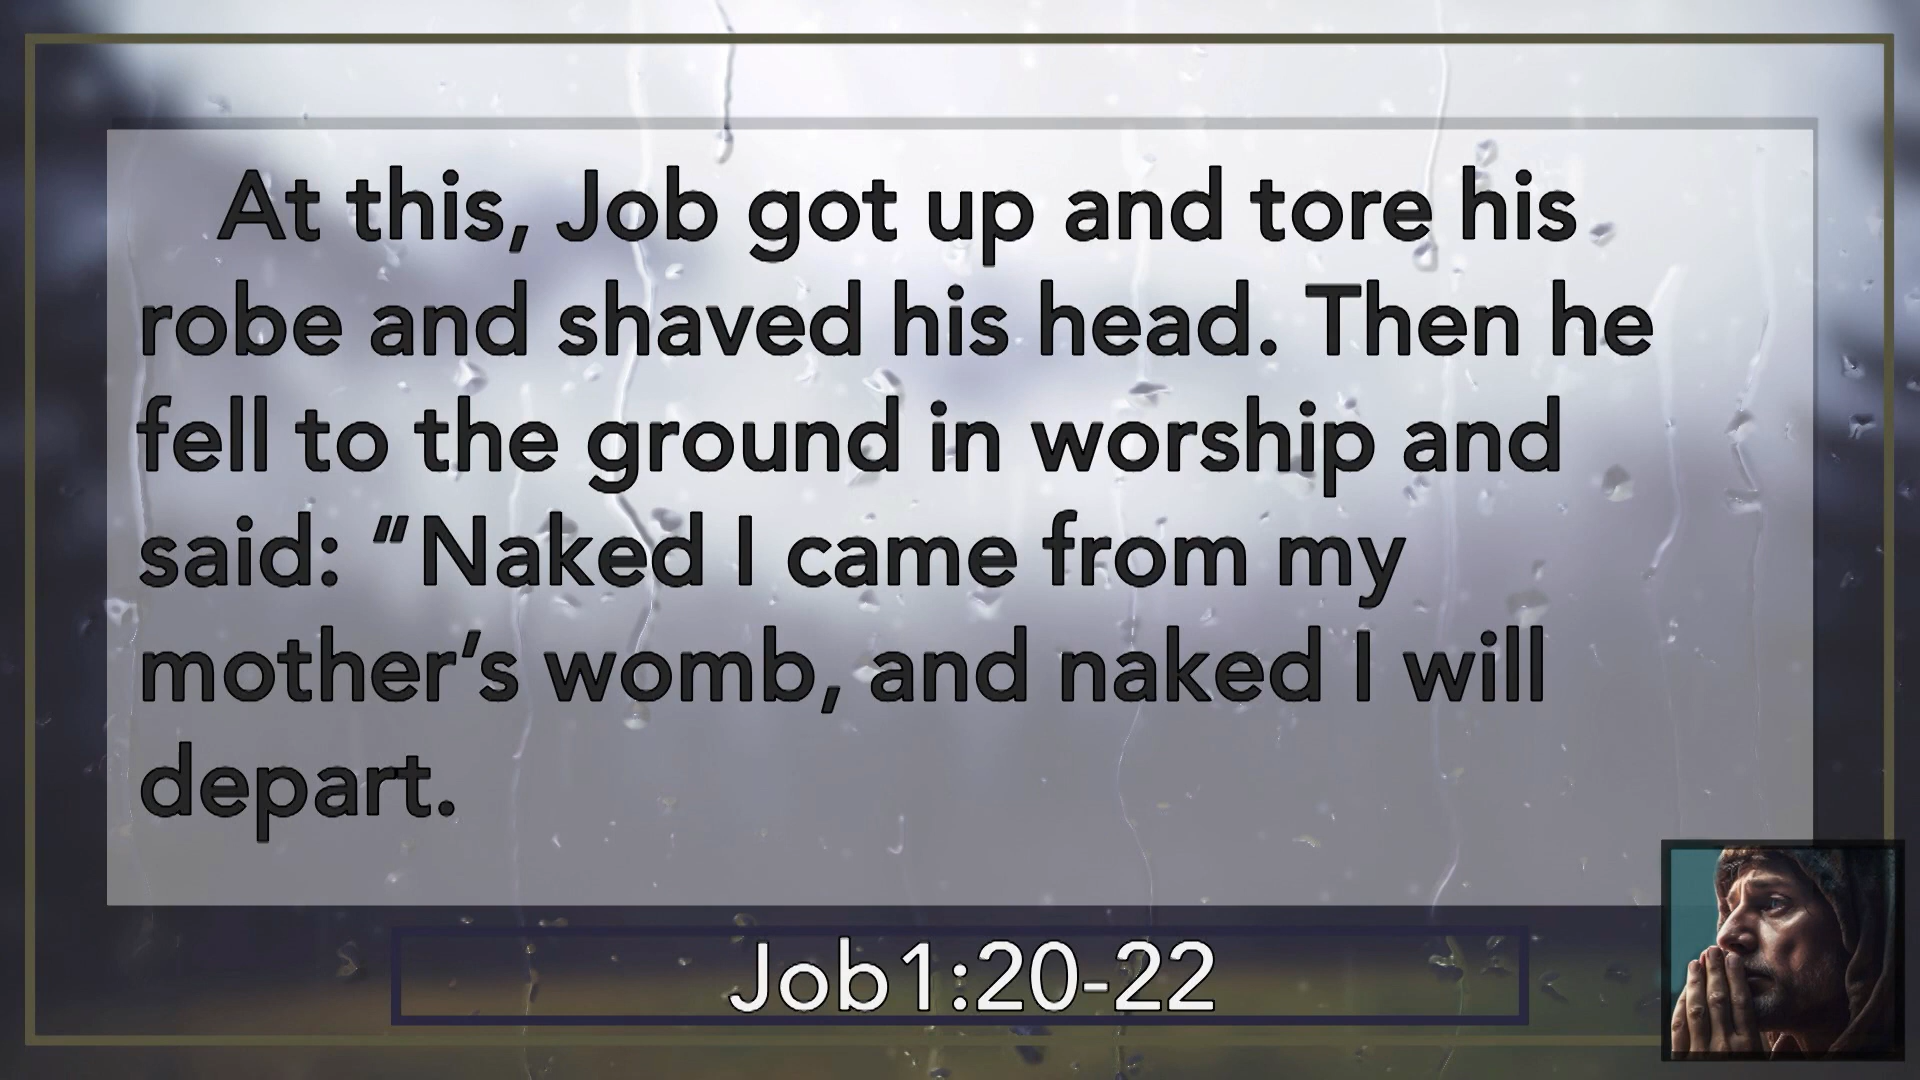 At this, Job got up and tore his
robe and shaved his head. Then he
fell to the ground in worship and
said: “Naked I came from my
mother’s womb, and naked I will
depart.
Job1:20-22